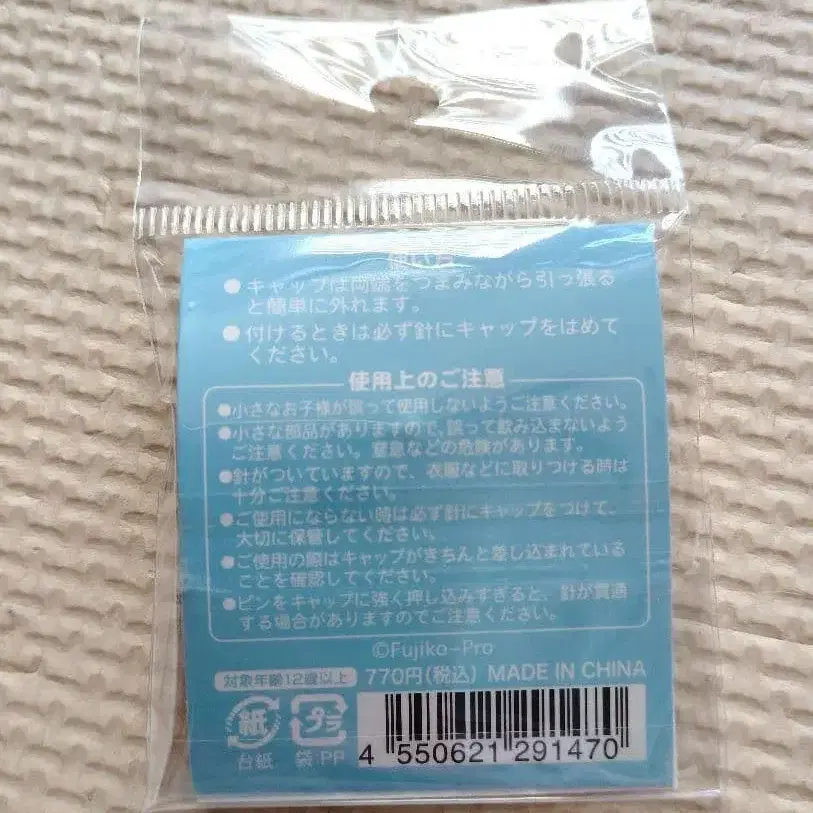 使い方
●キャップは両端をつまみながら引っ張る
と簡単に外れます。
●付けるときは必ず針にキャップをはめて
ください。
使用上のご注意
●小さなお子様が誤って使用しないようご注意ください。
●小さな部品がありますので、誤って飲み込まないよう
ご注意ください。窒息などの危険があります。
●針がついていますので、衣服などに取りつける時は
十分ご注意ください。
●ご使用にならない時は必ず針にキャップをつけて、
大切に保管してください。
●ご使用の際はキャップがきちんと差し込まれている
ことを確認してください。
●ピンをキャップに強く押し込みすぎると、針が貫通
する場合がありますのでご注意ください。
©Fujiko-Pro
対象年齢12歳以上 770円(税込) MADE IN CHINA
紙 プラ
台紙 袋:PP 4 550621 291470